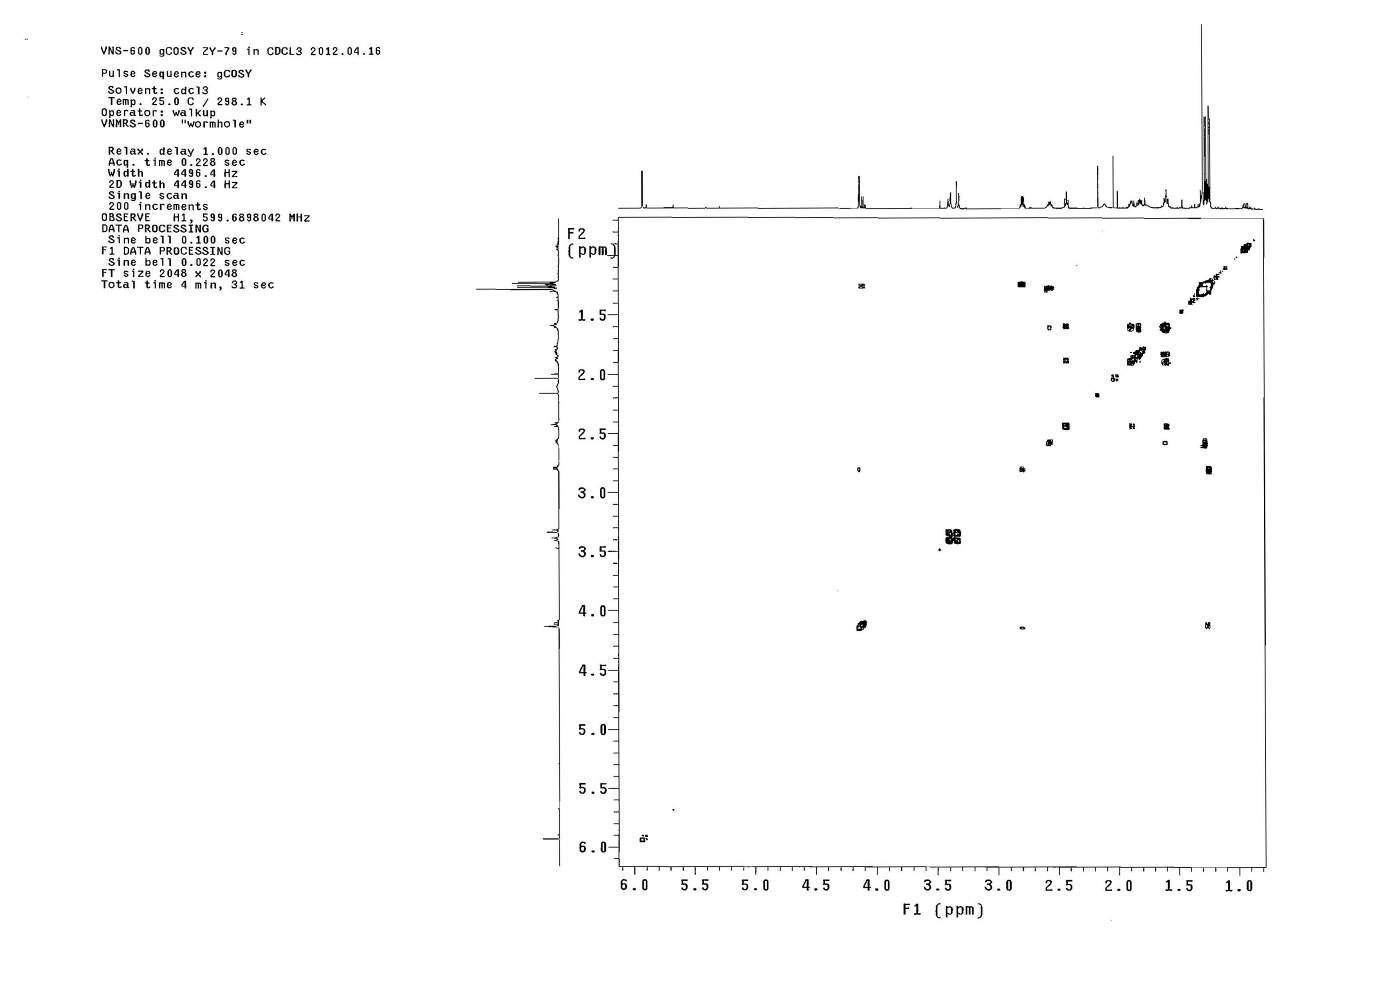 VNS-600 gCOSY ZY-79 in CDCL3 2012.04.16
Pulse Sequence: gCOSY
Solvent: cdcl3
Temp. 25.0 C / 298.1 K
Operator: walkup
VNMRS-600 "wormhole"
Relax. delay 1.000 sec
Acq. time 0.228 sec
Width 4496.4 Hz
2D Width 4496.4 Hz
Single scan
200 increments
OBSERVE H1, 599.6898042 MHz
DATA PROCESSING
Sine bell 0.100 sec
F1 DATA PROCESSING
Sine bell 0.022 sec
FT size 2048 x 2048
Total time 4 min, 31 sec
F2
(ppm)
1.5
2.0
2.5
3.0
3.5
4.0
4.5
5.0
5.5
6.0
6.0 5.5 5.0 4.5 4.0 3.5 3.0 2.5 2.0 1.5 1.0
F1 (ppm)